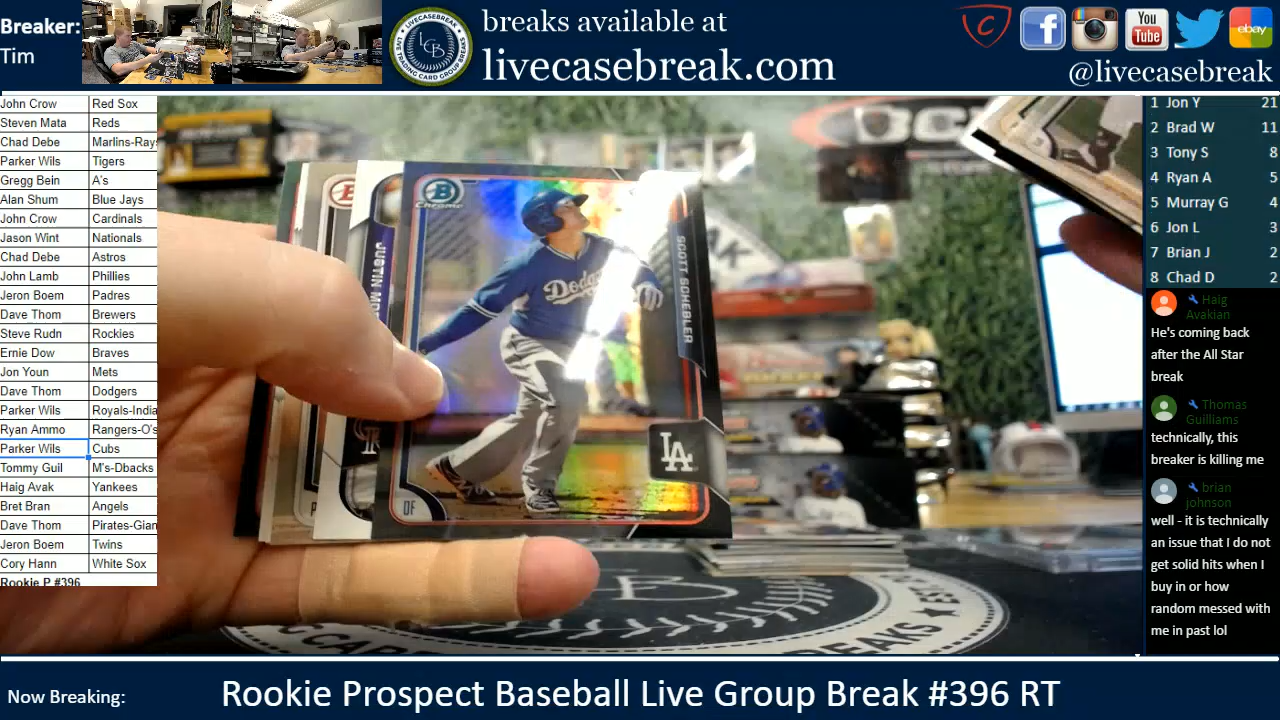 Breaker:
Tim
LIVECASEBREAK
LCB
breaks available at
livecasebreak.com
You
Tube
ebay
@livecasebreak
John Crow Red Sox
Steven Mata Reds
Chad Debe Marlins-Rays
Parker Wils Tigers
Gregg Bein A's
Alan Shum Blue Jays
John Crow Cardinals
Jason Wint Nationals
Chad Debe Astros
John Lamb Phillies
Jeron Boem Padres
Dave Thom Brewers
Steve Rudn Rockies
Ernie Dow Braves
Jon Youn Mets
Dave Thom Dodgers
Parker Wils Royals-India
Ryan Ammo Rangers-O's
Parker Wils Cubs
Tommy Guil M's-Dbacks
Haig Avak Yankees
Bret Bran Angels
Dave Thom Pirates-Gian
Jeron Boem Twins
Cory Hann White Sox
Rookie P #396
B
Chrome
SCOTT SCHEBLER
Dodgers
LA
OF
JUSTIN
1 Jon Y 21
2 Brad W 11
3 Tony S 8
4 Ryan A 5
5 Murray G 4
6 Jon L 3
7 Brian J 2
8 Chad D 2
Haig
Avakian
He's coming back
after the All Star
break
Thomas
Guilliams
technically, this
breaker is killing me
brian
johnson
well - it is technically
an issue that I do not
get solid hits when I
buy in or how
random messed with
me in past lol
Now Breaking:
Rookie Prospect Baseball Live Group Break #396 RT